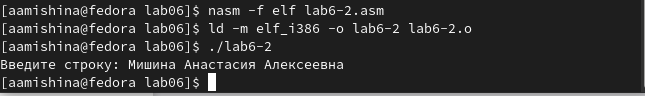 [aamishina@fedora lab06]$ nasm -f elf lab6-2.asm
[aamishina@fedora lab06]$ ld -m elf_i386 -o lab6-2 lab6-2.o
[aamishina@fedora lab06]$ ./lab6-2
Введите строку: Мишина Анастасия Алексеевна
[aamishina@fedora lab06]$